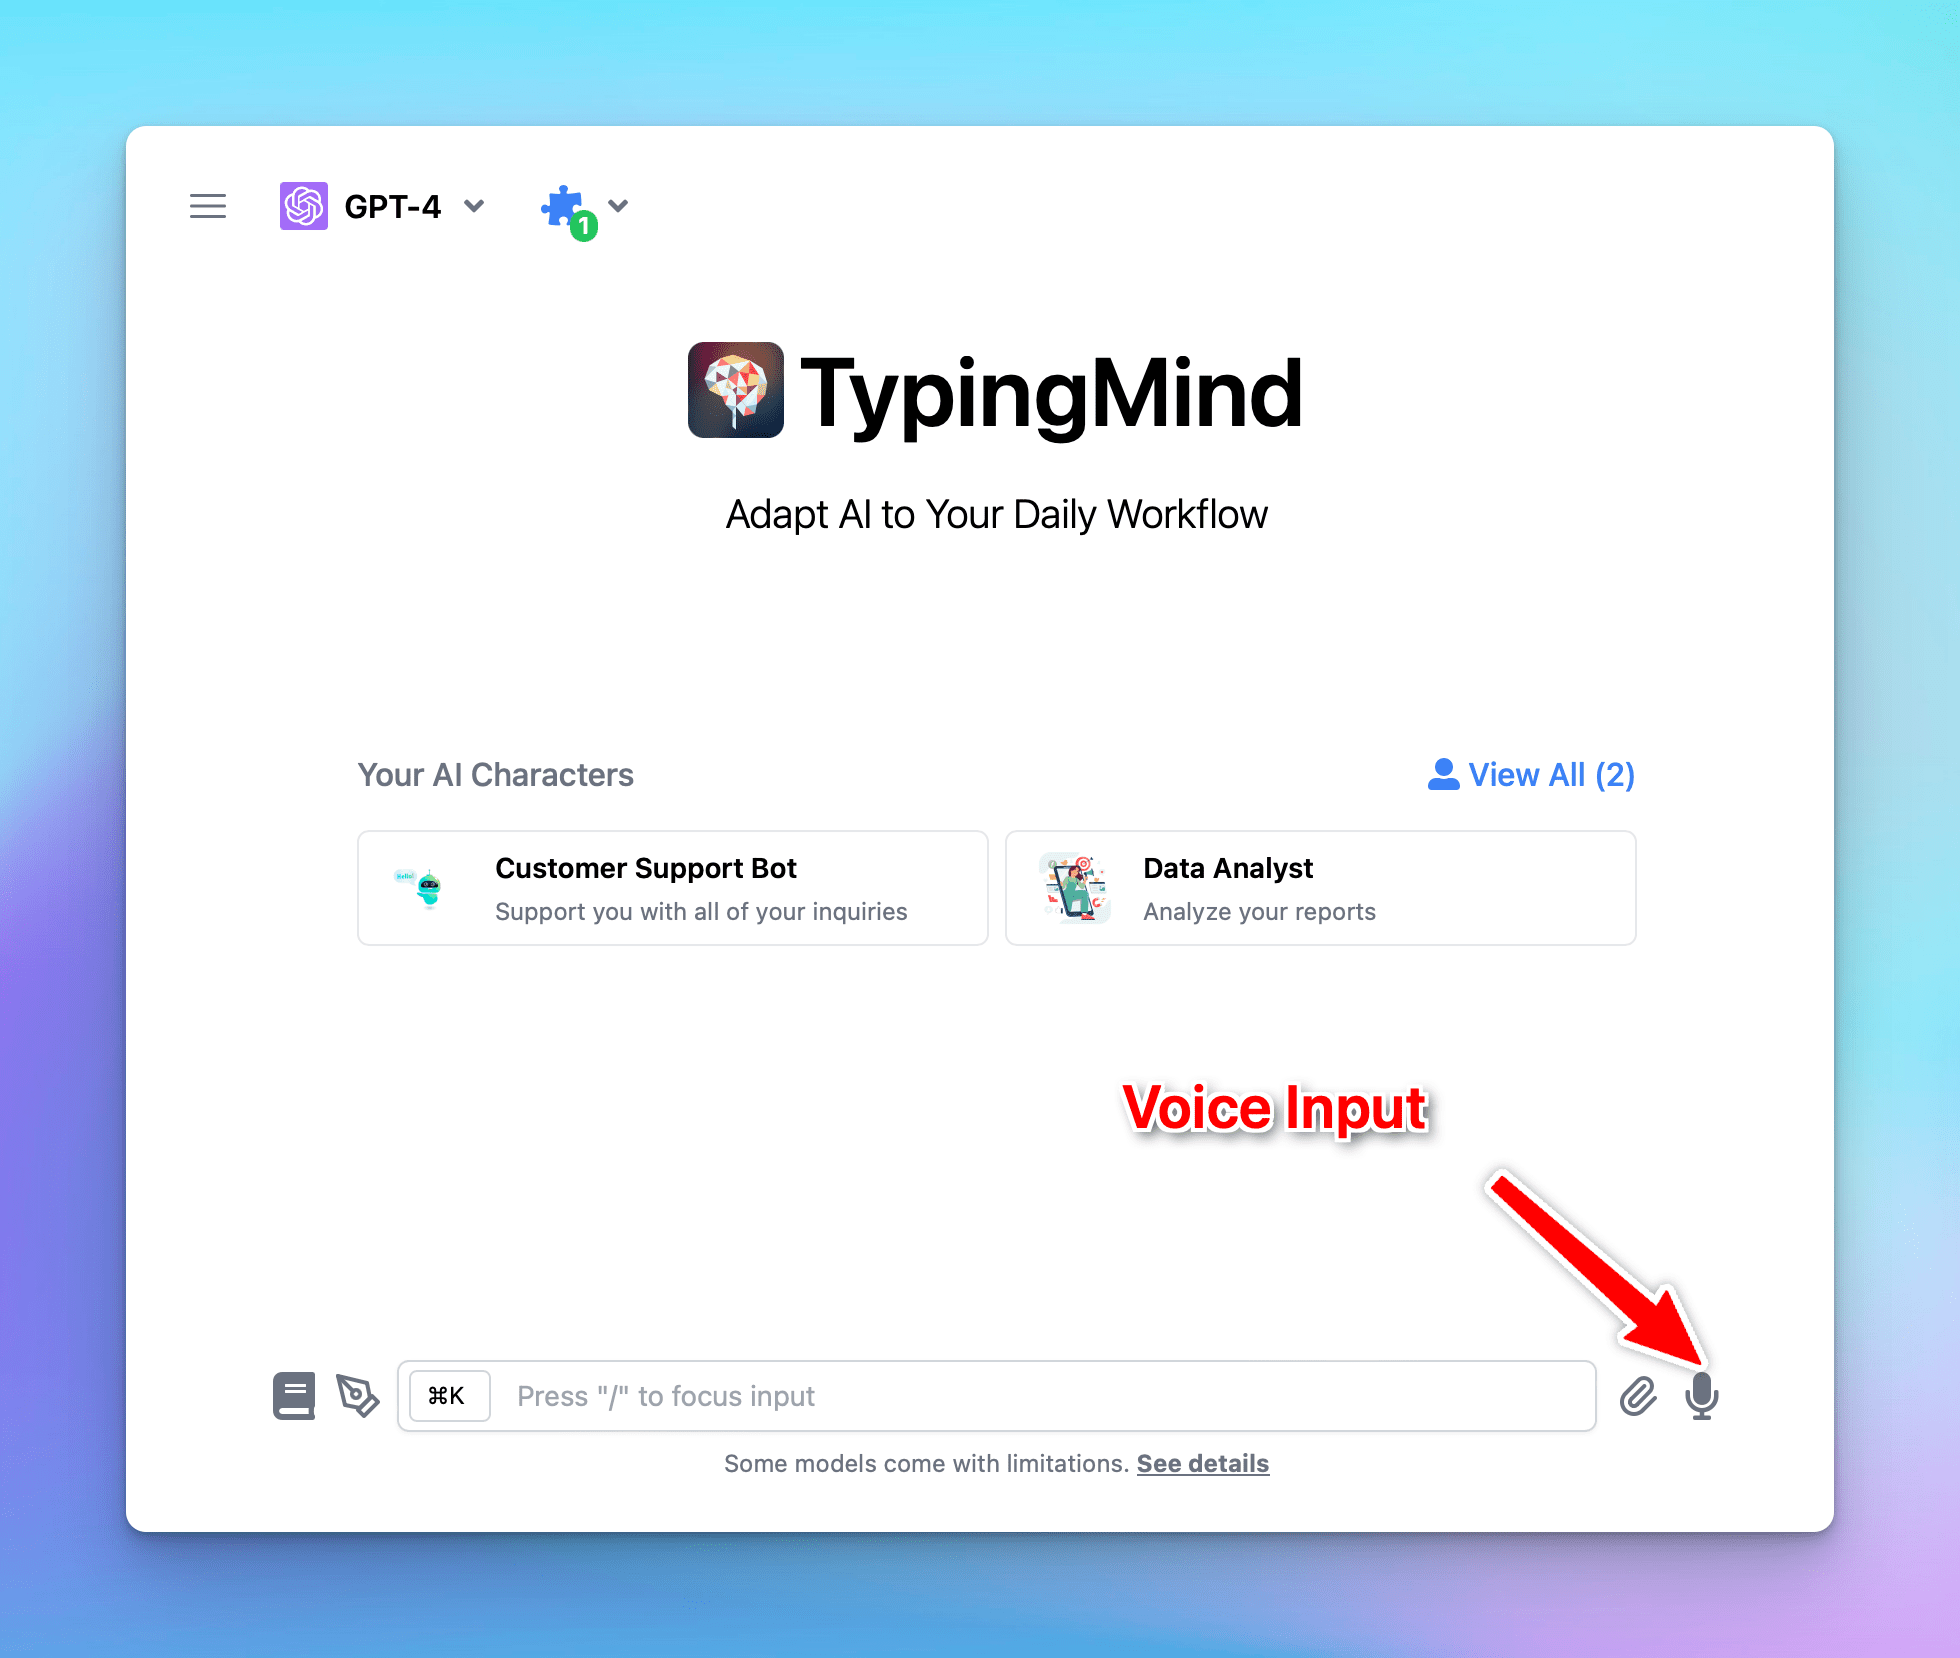 GPT-4
1
TypingMind
Adapt AI to Your Daily Workflow
Your AI Characters
View All (2)
Hello!
Customer Support Bot
Support you with all of your inquiries
Data Analyst
Analyze your reports
Voice Input
⌘K
Press "/" to focus input
Some models come with limitations. See details